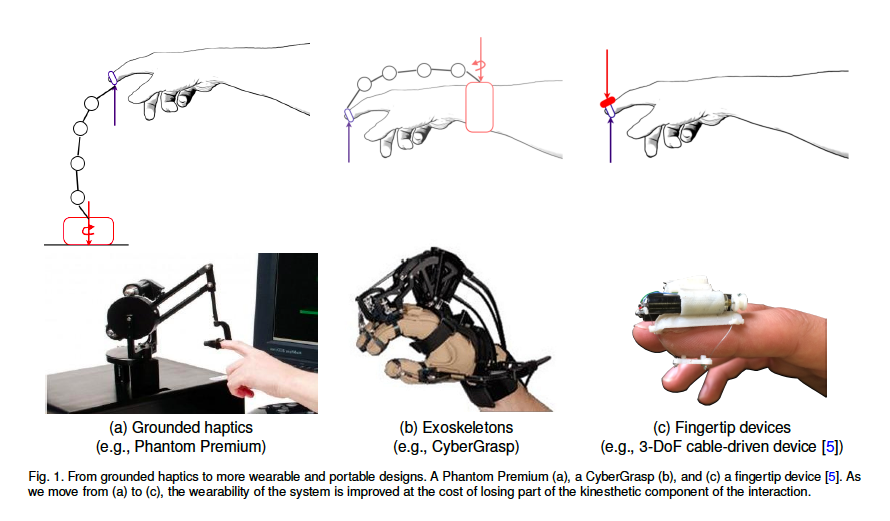 (a) Grounded haptics
(e.g., Phantom Premium)
(b) Exoskeletons
(e.g., CyberGrasp)
(c) Fingertip devices
(e.g., 3-DoF cable-driven device [5])
Fig. 1. From grounded haptics to more wearable and portable designs. A Phantom Premium (a), a CyberGrasp (b), and (c) a fingertip device [5]. As
we move from (a) to (c), the wearability of the system is improved at the cost of losing part of the kinesthetic component of the interaction.